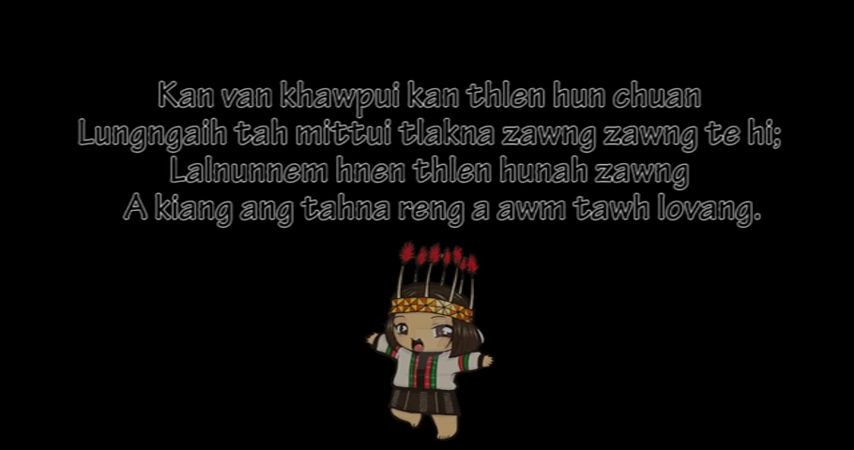 Kan van khawpui kan thlen hun chuan
Lungngaih tah mittui tlakna zawng zawng te hi;
Lalnunnem hnen thlen hunah zawng
A kiang ang tahna reng a awm tawh lovang.